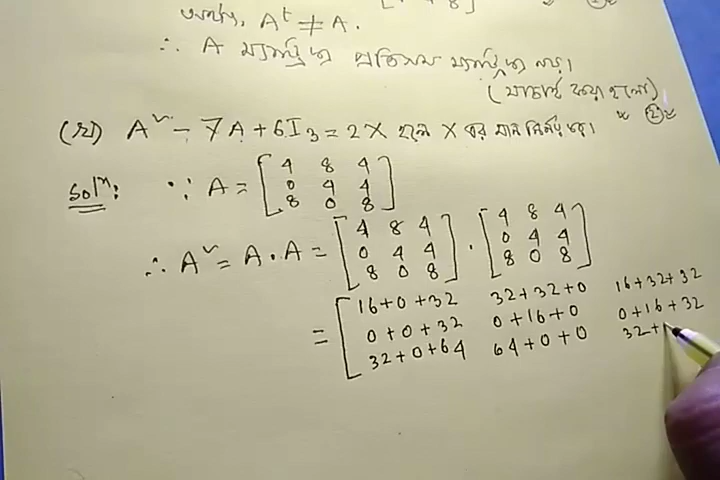 অর্থাৎ, Aᵗ ≠ A.
∴ A ম্যাট্রিক্স প্রতিসম ম্যাট্রিক্স নয়।
(যাচাই করা হলো)
(ঘ) A² - 7A + 6I₃ = 2X হলে X এর মান নির্ণয় কর।
Solⁿ: ∵ A = [4 8 4
0 4 4
8 0 8]
∴ A² = A · A = [4 8 4
0 4 4
8 0 8] · [4 8 4
0 4 4
8 0 8]
= [16+0+32 32+32+0 16+32+32
0+0+32 0+16+0 0+16+32
32+0+64 64+0+0 32+